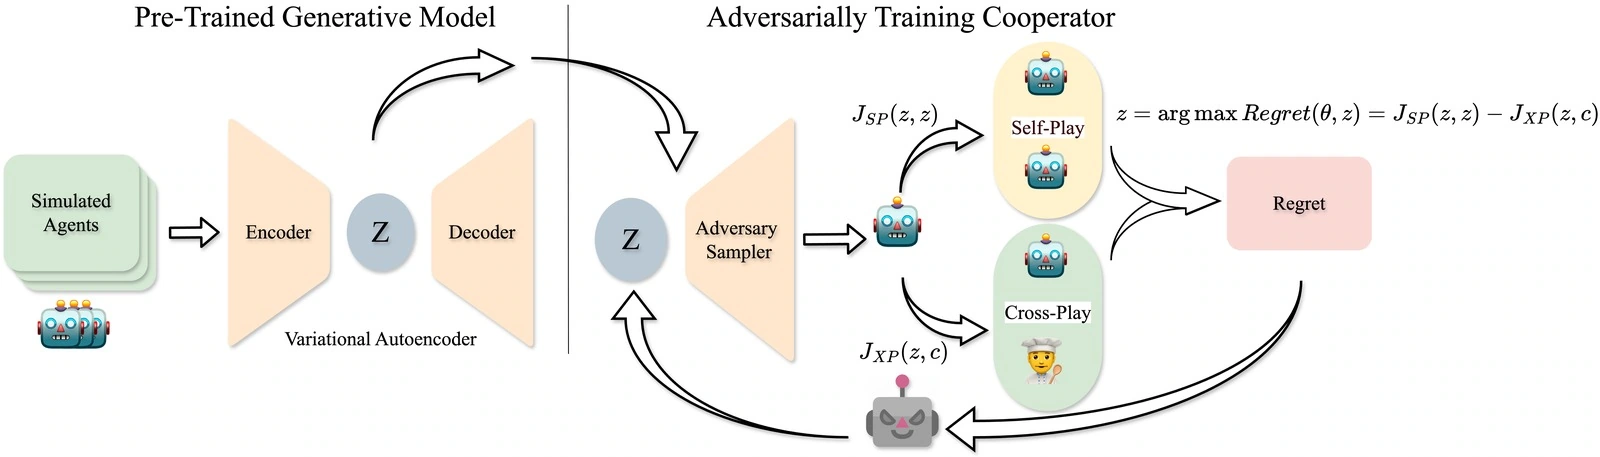 Pre-Trained Generative Model
Adversarially Training Cooperator
Simulated
Agents
Encoder
Z
Decoder
Variational Autoencoder
Z
Adversary
Sampler
J_{SP}(z, z)
J_{XP}(z, c)
Self-Play
Cross-Play
z = arg max Regret(θ, z) = J_{SP}(z, z) − J_{XP}(z, c)
Regret